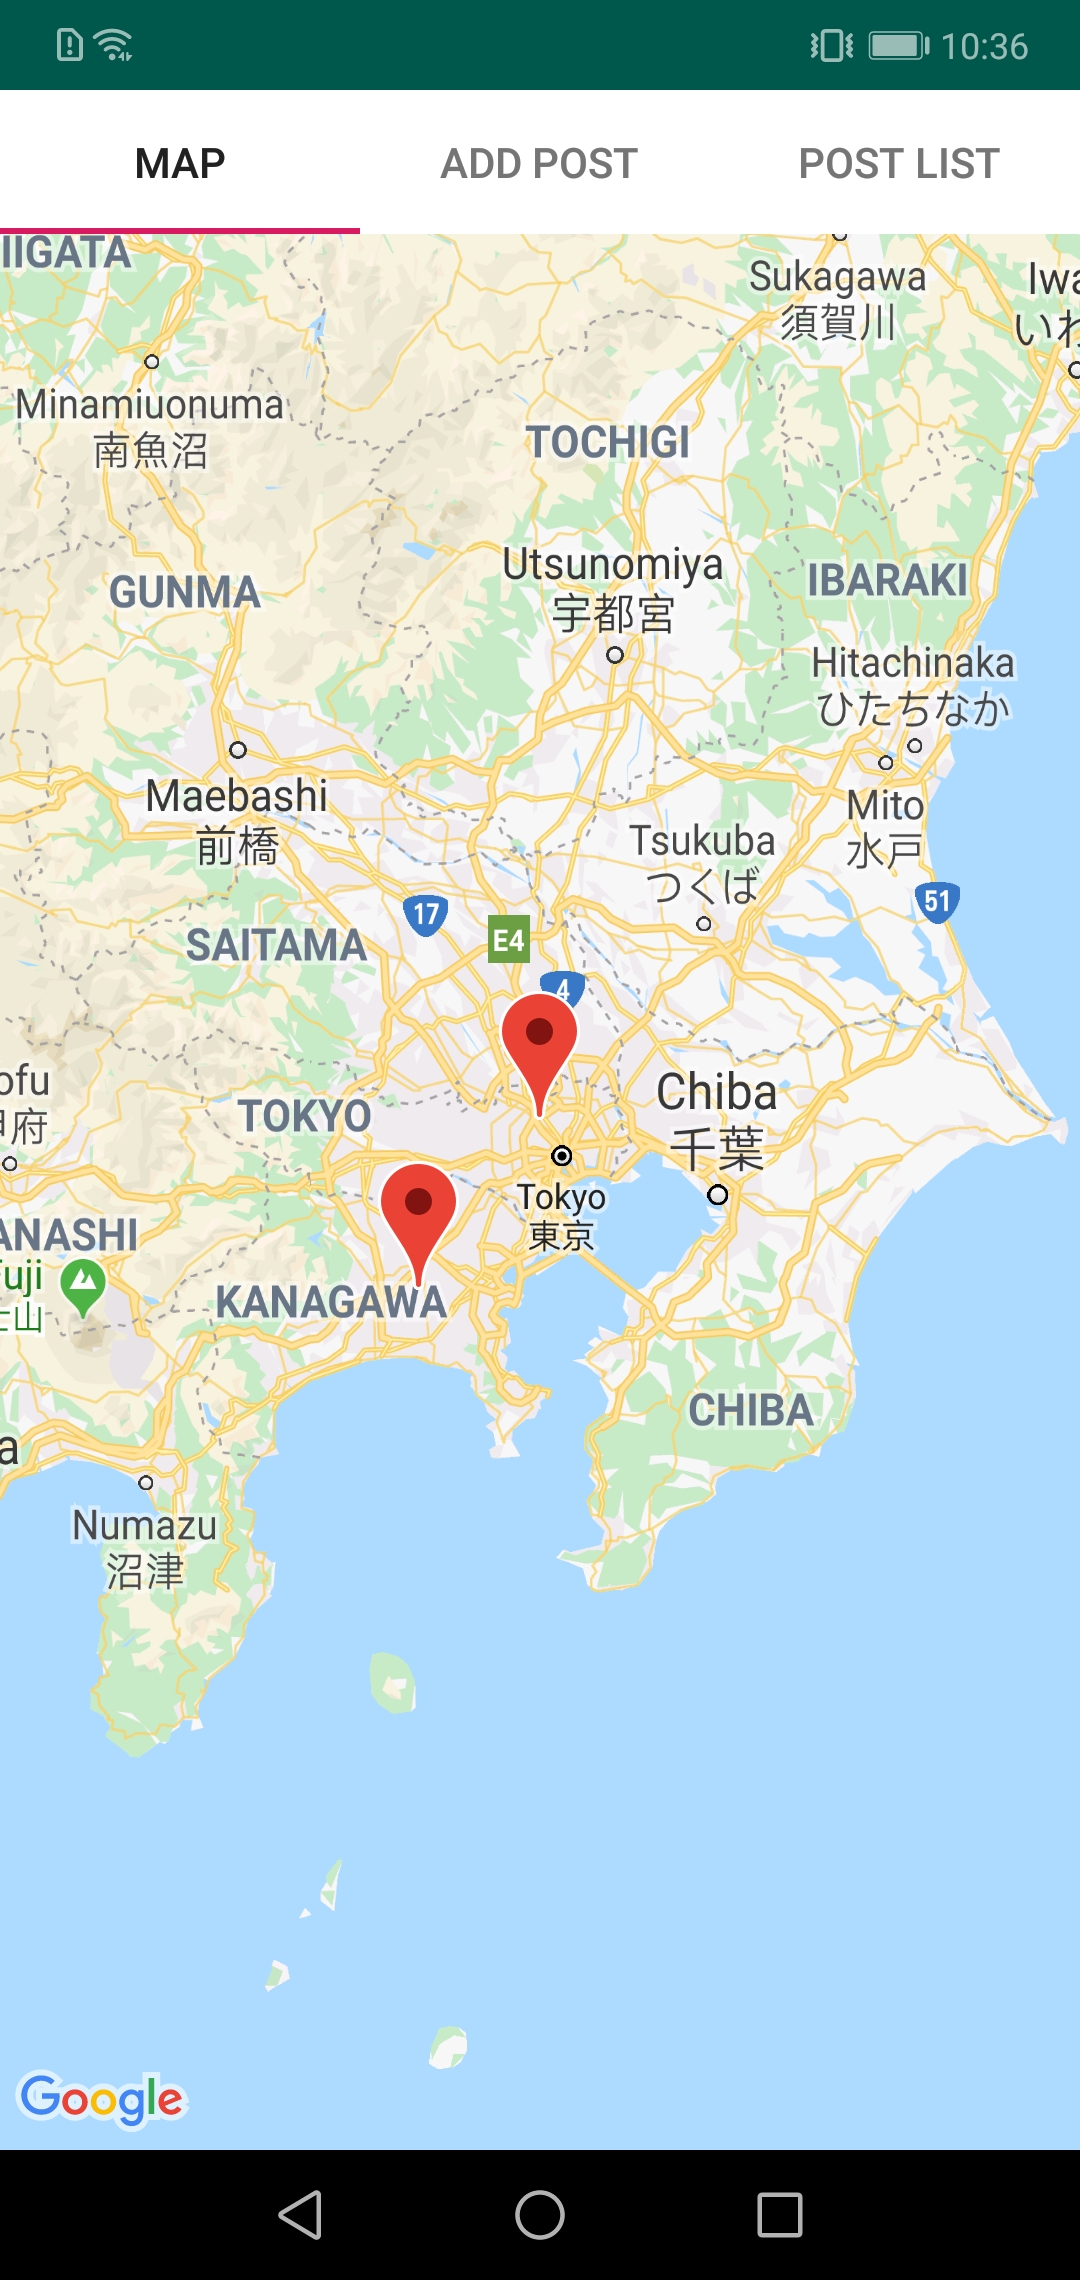 10:36
MAP
ADD POST
POST LIST
IIGATA
Sukagawa
須賀川
Iwa
いわ
Minamiuonuma
南魚沼
TOCHIGI
Utsunomiya
宇都宮
GUNMA
IBARAKI
Hitachinaka
ひたちなか
Maebashi
前橋
Mito
水戸
Tsukuba
つくば
17
51
E4
SAITAMA
4
ofu
甲府
TOKYO
Chiba
千葉
Tokyo
東京
ANASHI
Fuji
士山
KANAGAWA
CHIBA
a
Numazu
沼津
Google